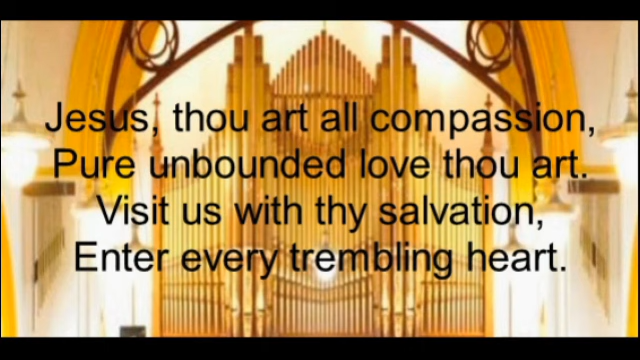 Jesus, thou art all compassion,
Pure unbounded love thou art.
Visit us with thy salvation,
Enter every trembling heart.